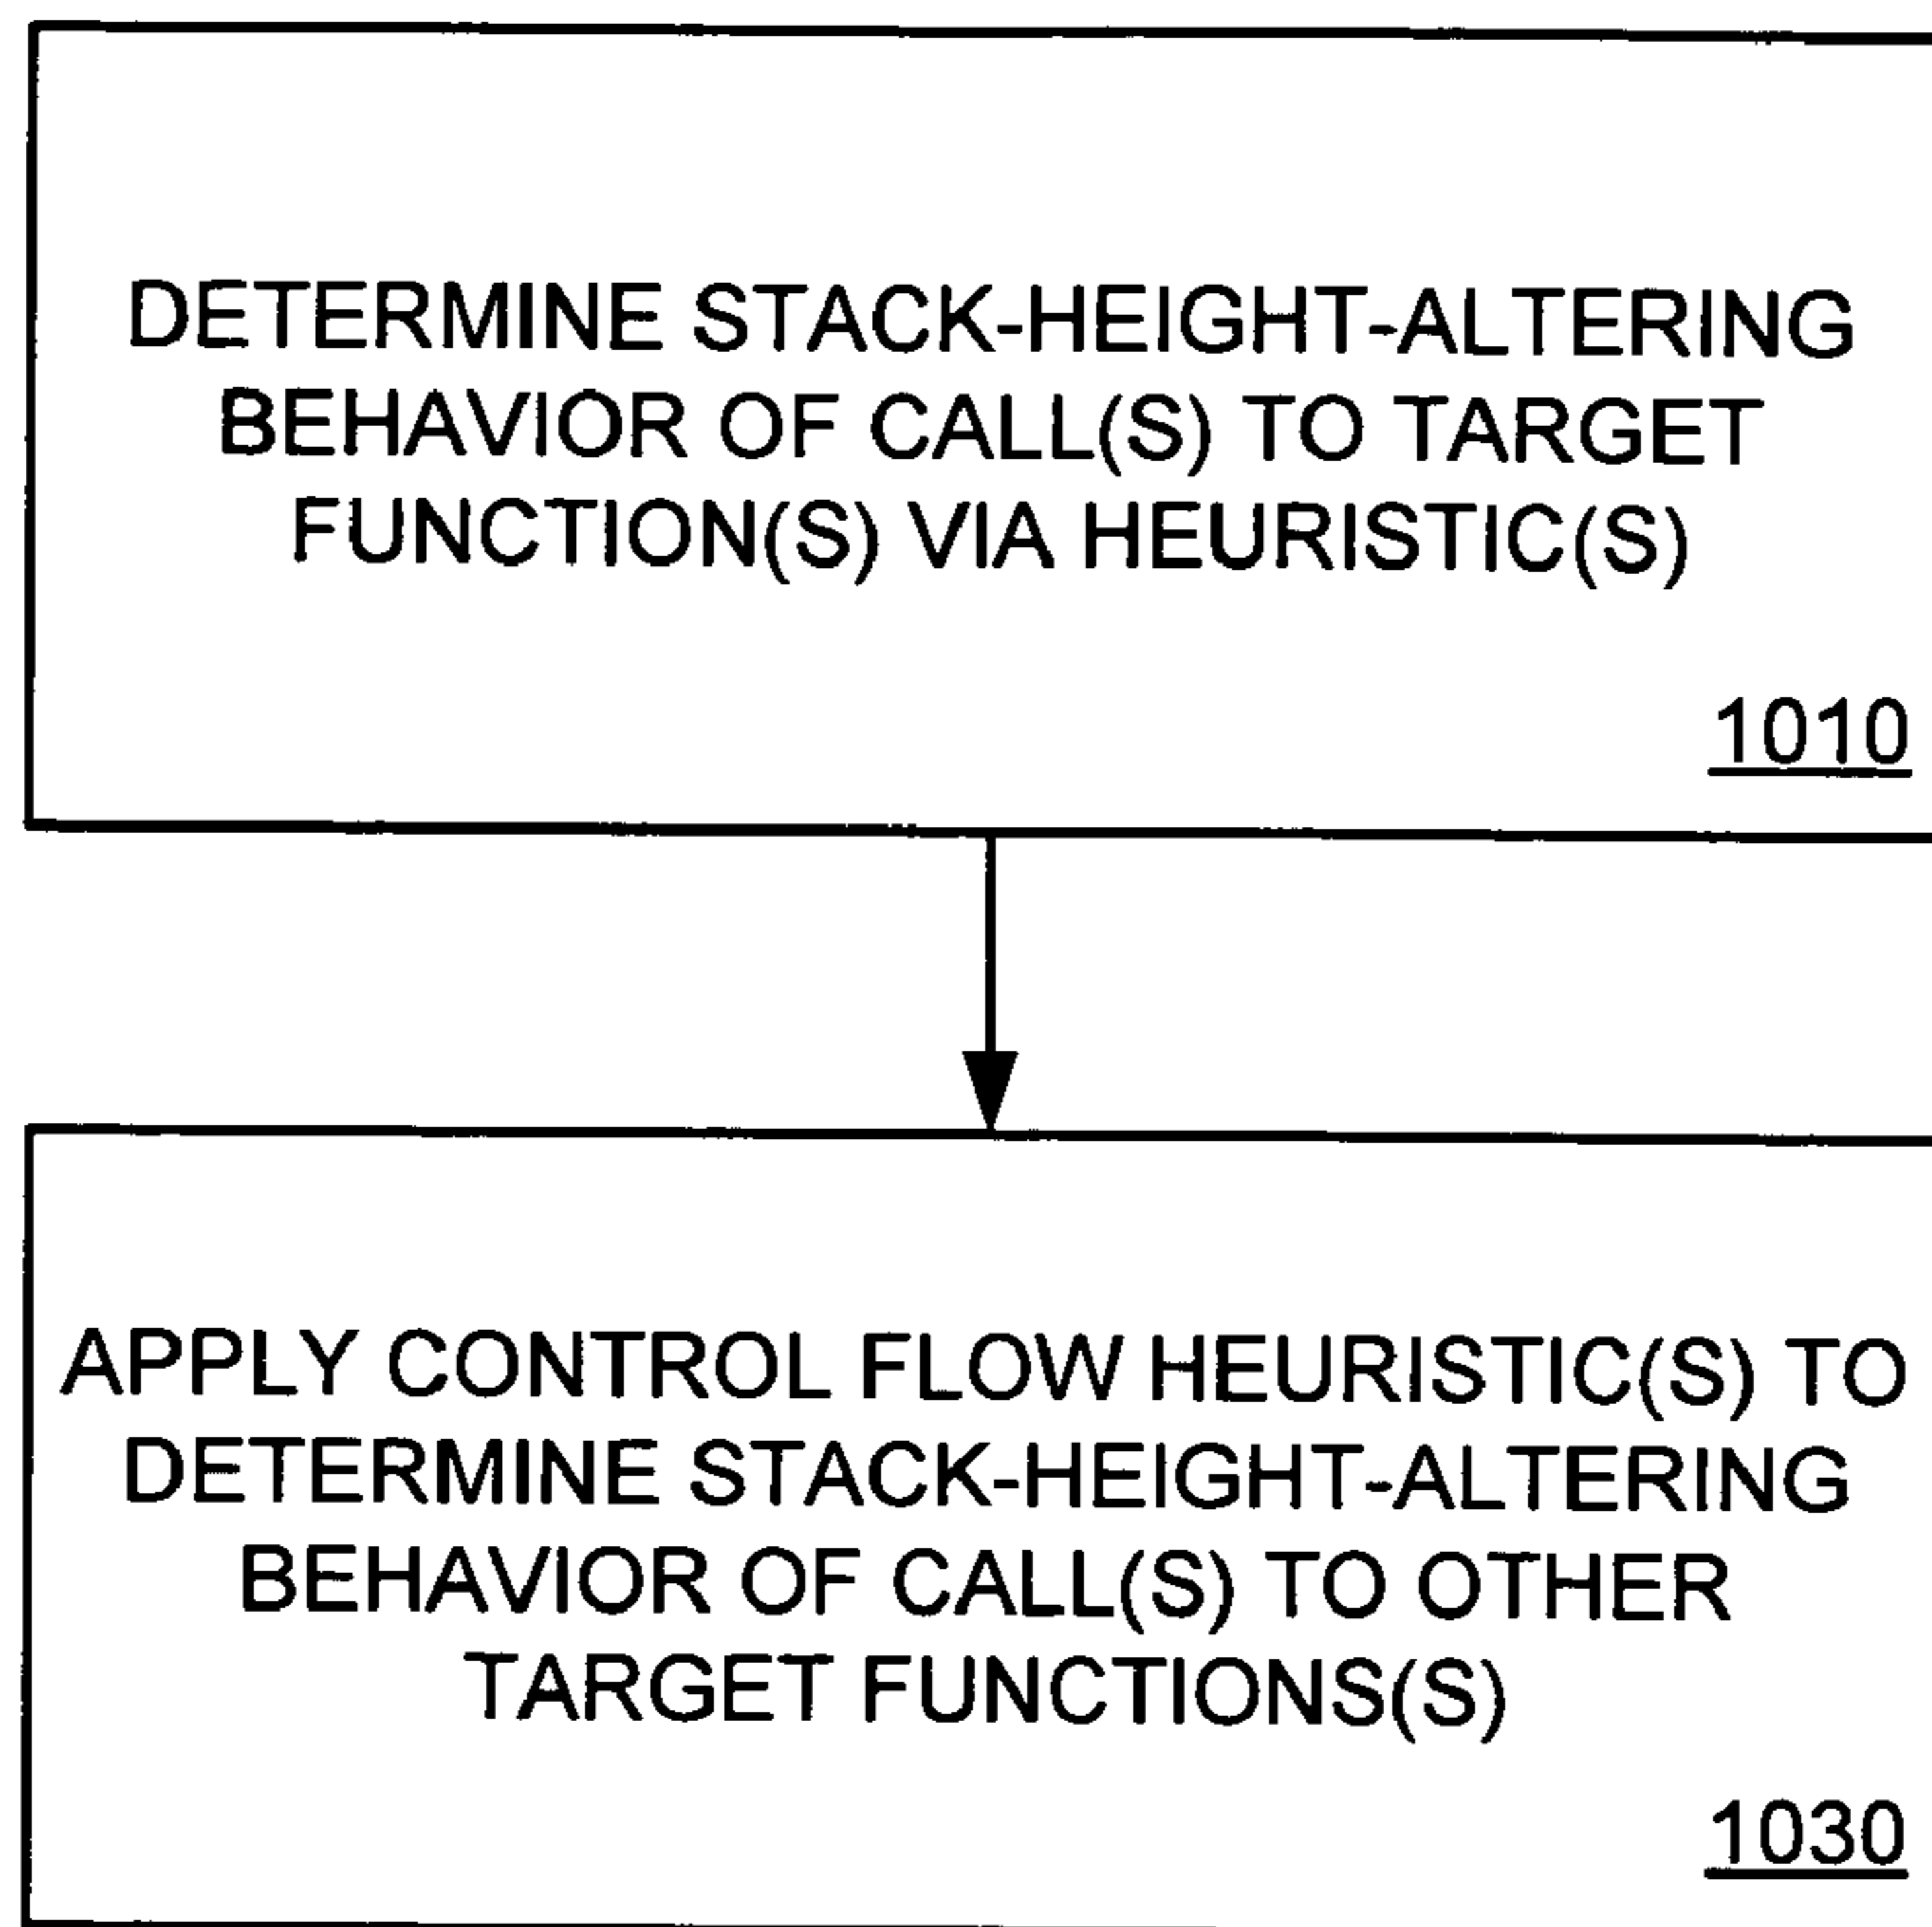 DETERMINE STACK-HEIGHT-ALTERING
BEHAVIOR OF CALL(S) TO TARGET
FUNCTION(S) VIA HEURISTIC(S)
1010
APPLY CONTROL FLOW HEURISTIC(S) TO
DETERMINE STACK-HEIGHT-ALTERING
BEHAVIOR OF CALL(S) TO OTHER
TARGET FUNCTIONS(S)
1030